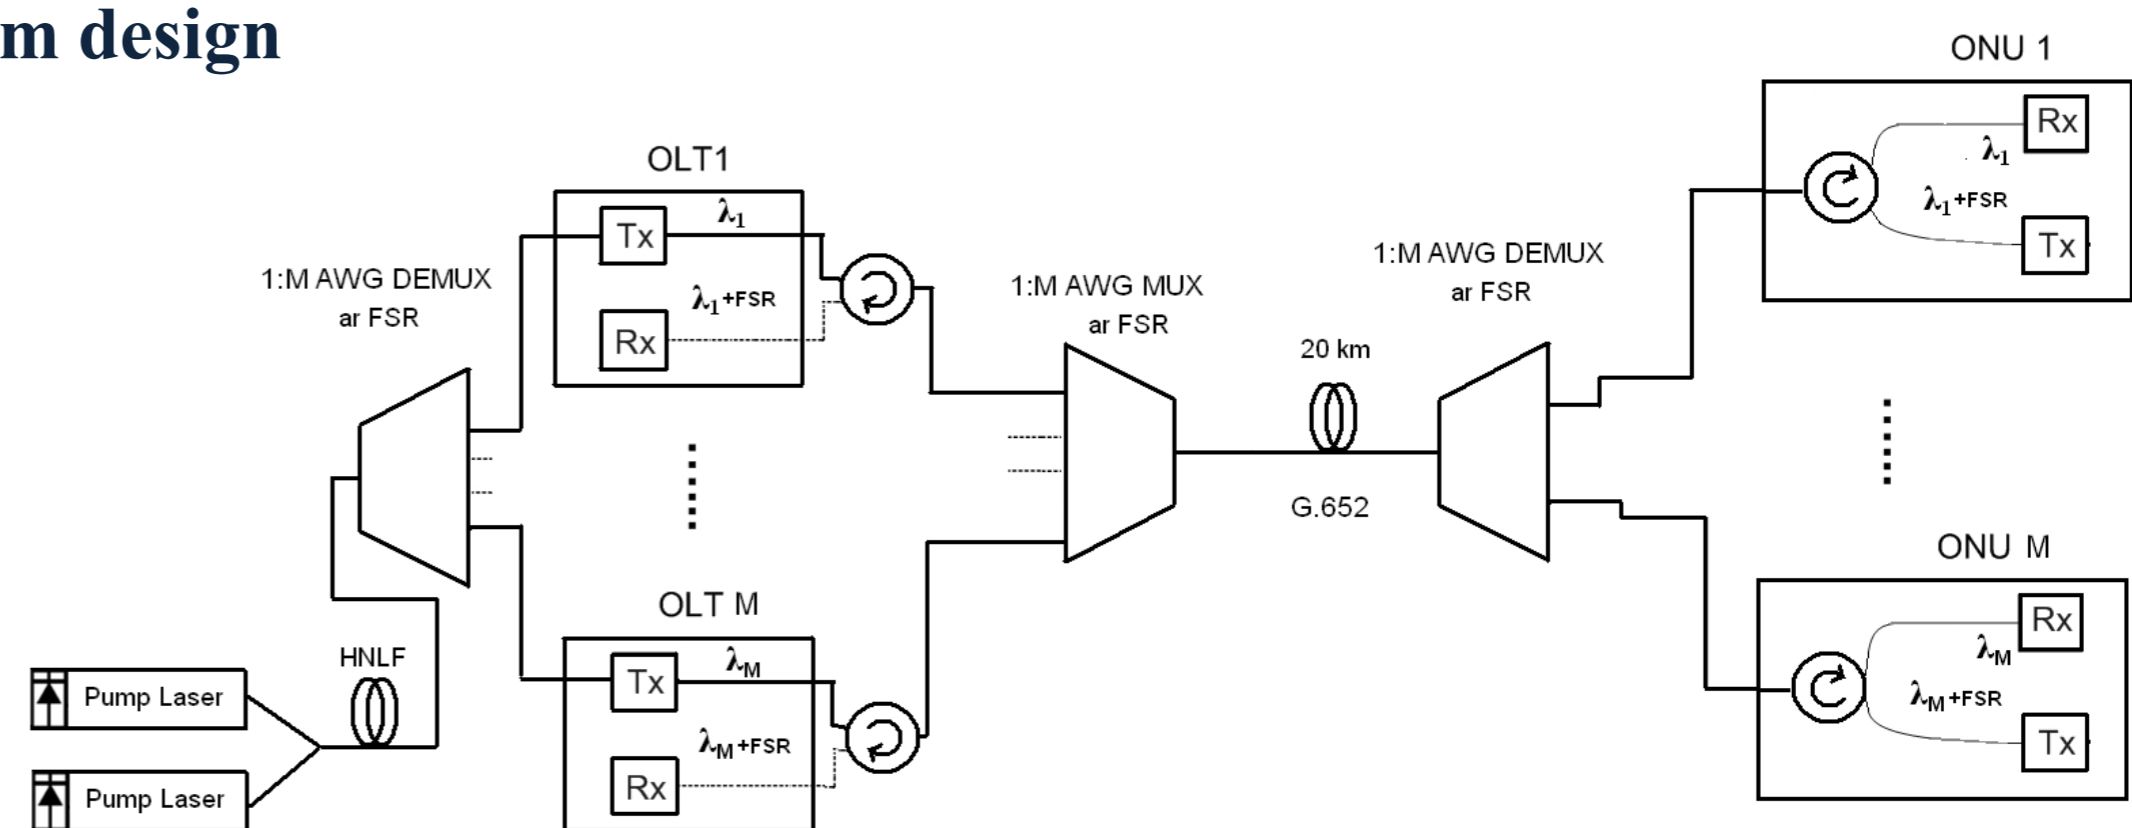 m design
ONU 1
Rx
λ1
λ1+FSR
Tx
OLT1
Tx
λ1
λ1+FSR
Rx
1:M AWG DEMUX
ar FSR
1:M AWG MUX
ar FSR
1:M AWG DEMUX
ar FSR
20 km
G.652
OLT M
Tx
λM
λM+FSR
Rx
ONU M
Rx
λM
λM+FSR
Tx
HNLF
Pump Laser
Pump Laser